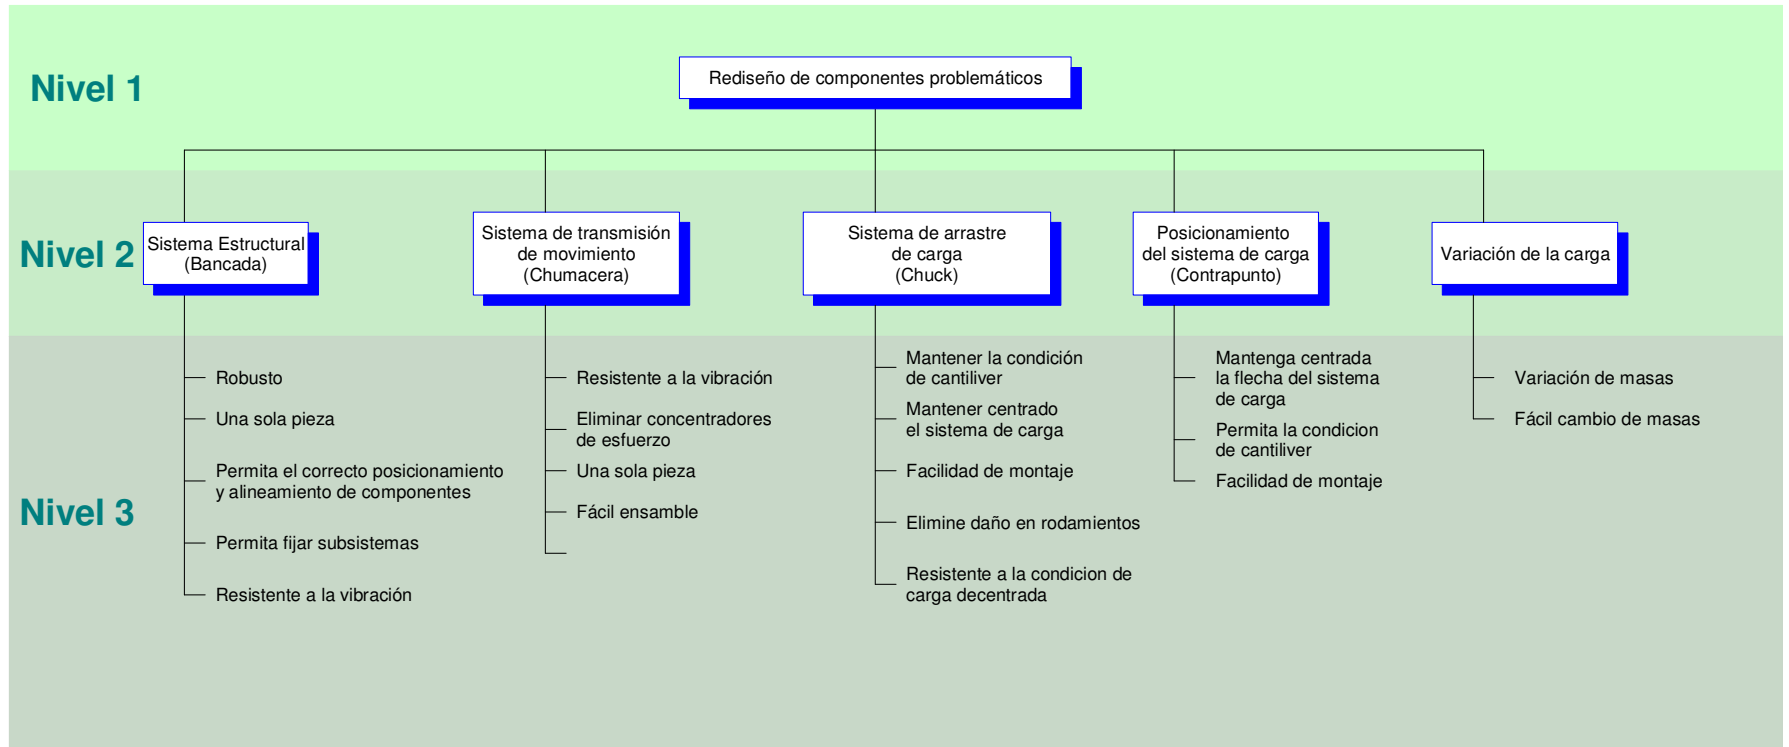 Nivel 1
Rediseño de componentes problemáticos
Nivel 2
Sistema Estructural
(Bancada)
Sistema de transmisión
de movimiento
(Chumacera)
Sistema de arrastre
de carga
(Chuck)
Posicionamiento
del sistema de carga
(Contrapunto)
Variación de la carga
Nivel 3
Robusto
Una sola pieza
Permita el correcto posicionamiento
y alineamiento de componentes
Permita fijar subsistemas
Resistente a la vibración
Resistente a la vibración
Eliminar concentradores
de esfuerzo
Una sola pieza
Fácil ensamble
Mantener la condición
de cantiliver
Mantener centrado
el sistema de carga
Facilidad de montaje
Elimine daño en rodamientos
Resistente a la condicion de
carga decentrada
Mantenga centrada
la flecha del sistema
de carga
Permita la condicion
de cantiliver
Facilidad de montaje
Variación de masas
Fácil cambio de masas